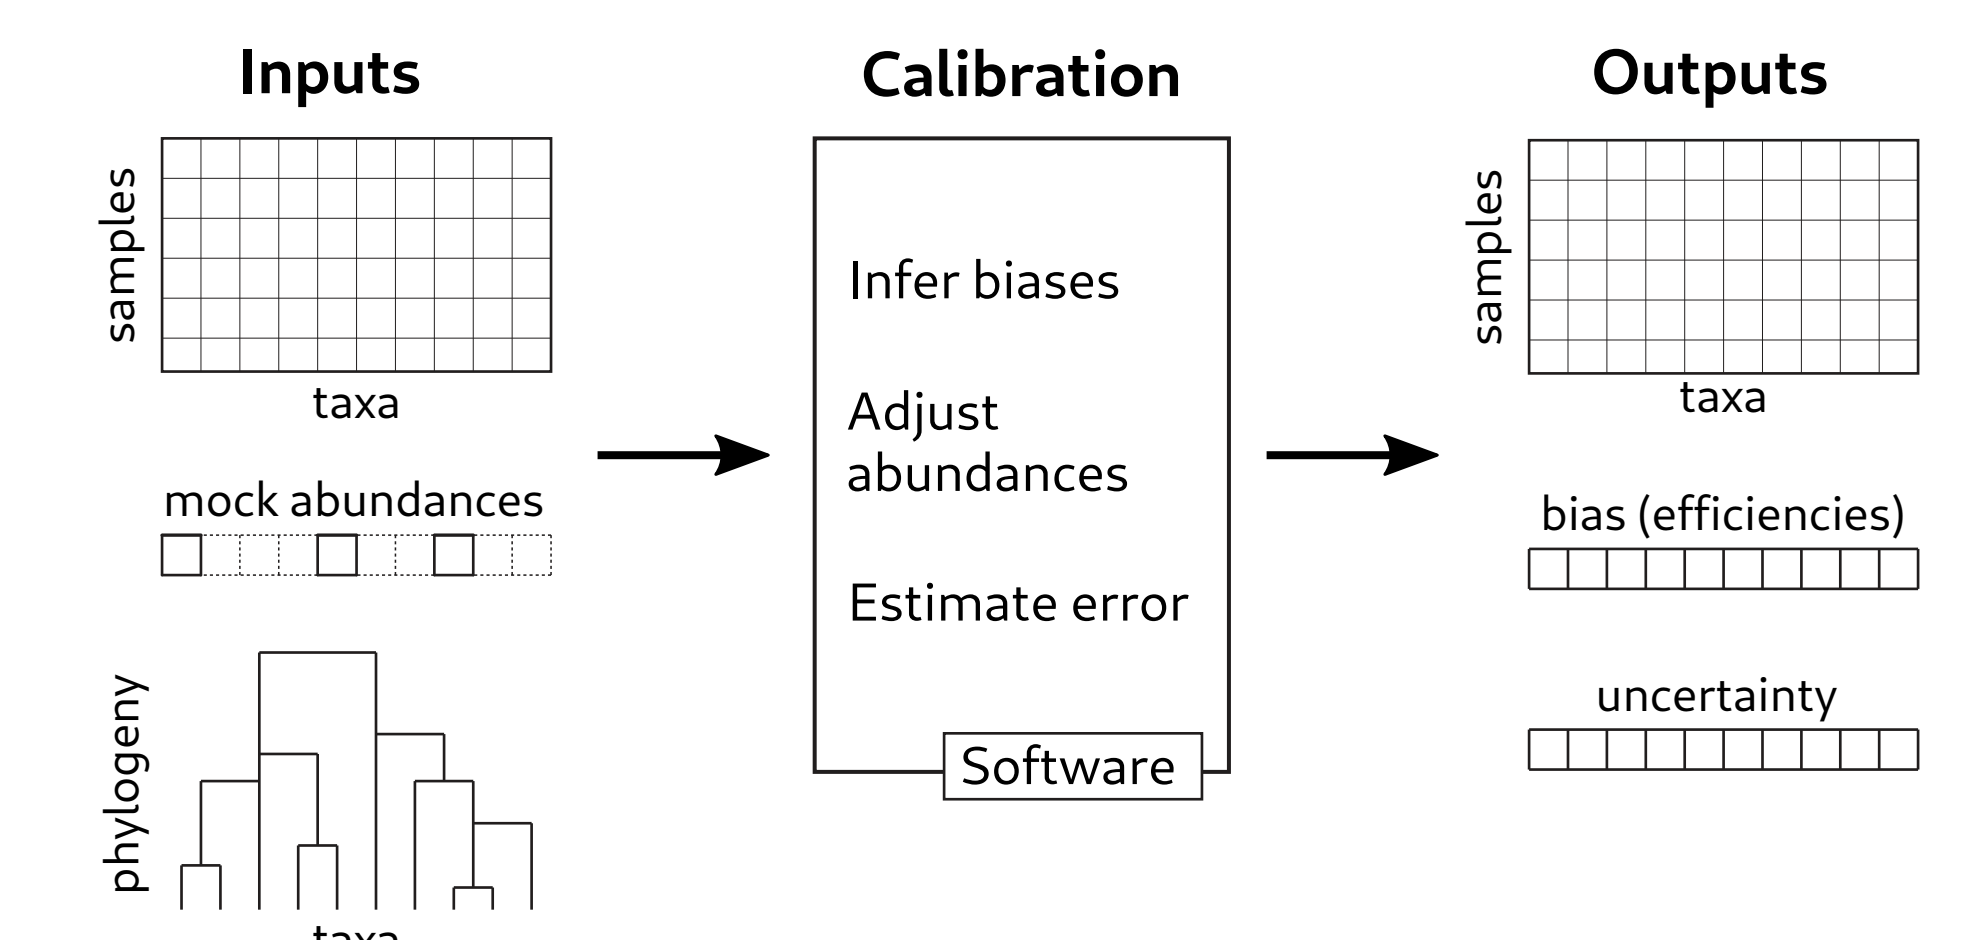 Inputs
Calibration
Outputs
samples
taxa
mock abundances
phylogeny
taxa
Infer biases
Adjust
abundances
Estimate error
Software
samples
taxa
bias (efficiencies)
uncertainty